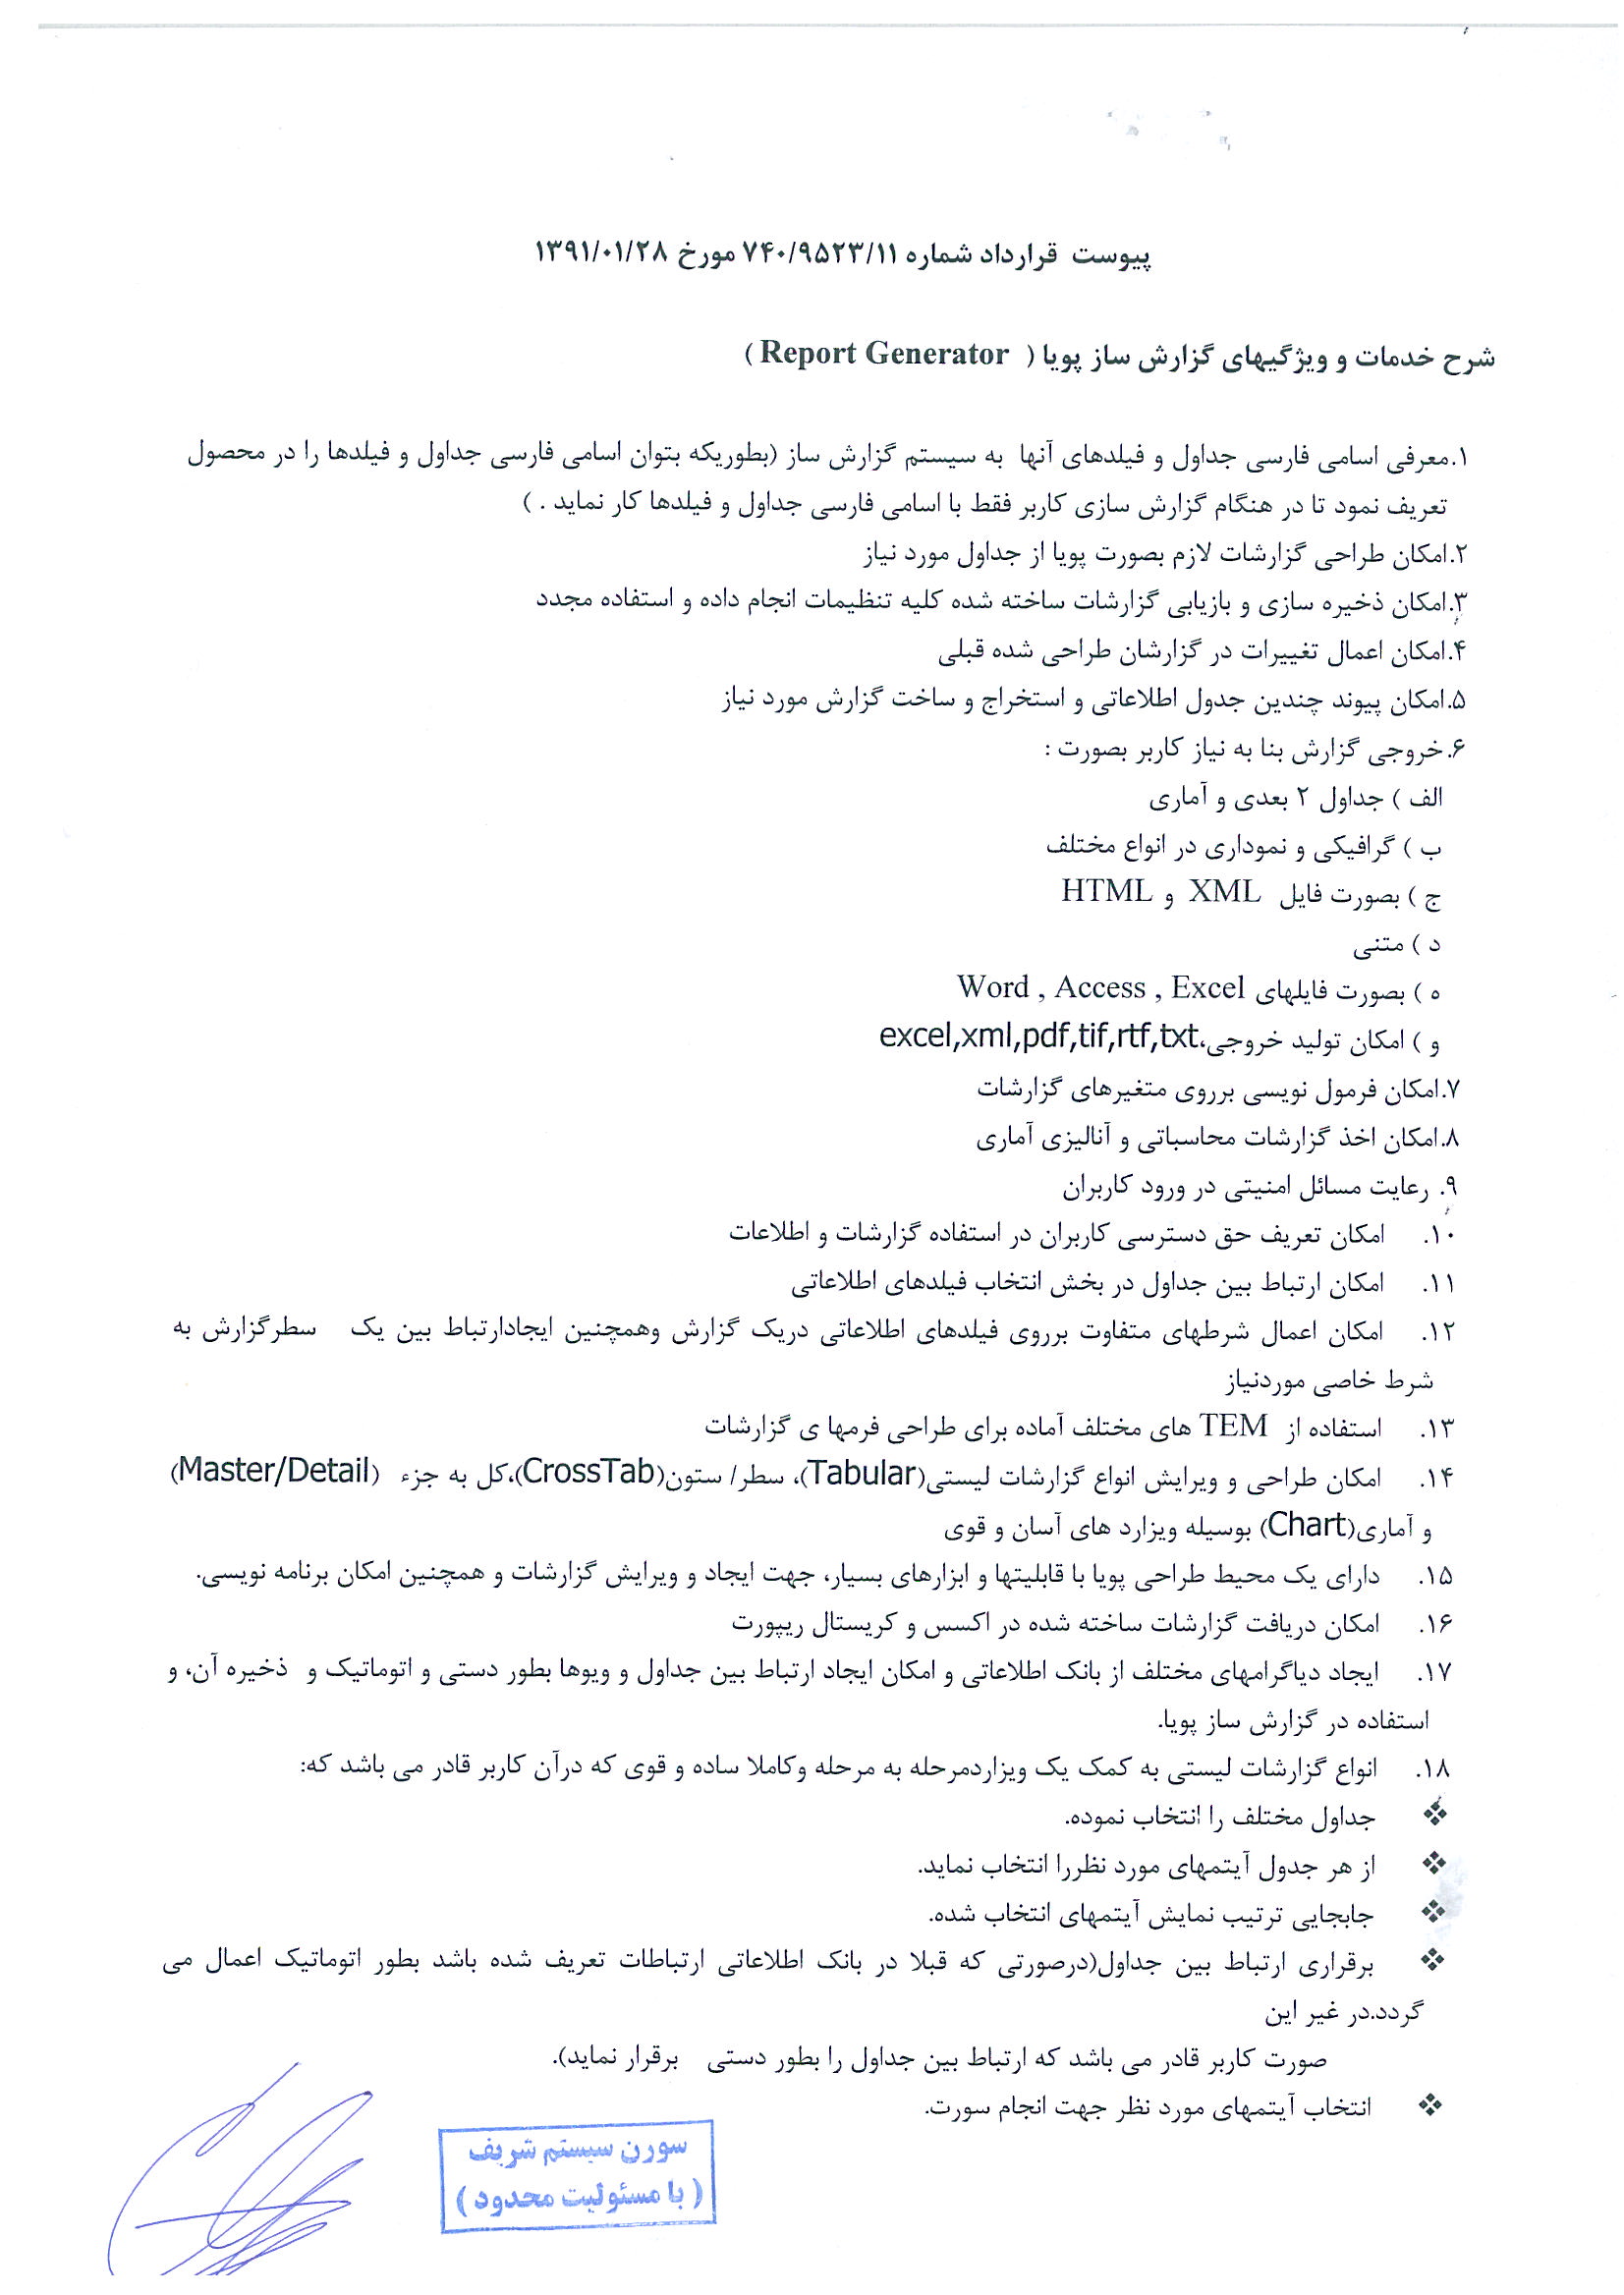 پیوست قرارداد شماره ۷۴۰/۹۵۲۳/۱۱ مورخ ۱۳۹۱/۰۱/۲۸
شرح خدمات و ویژگیهای گزارش ساز پویا ( Report Generator )
۱.معرفی اسامی فارسی جداول و فیلدهای آنها به سیستم گزارش ساز (بطوریکه بتوان اسامی فارسی جداول و فیلدها را در محصول
تعریف نمود تا در هنگام گزارش سازی کاربر فقط با اسامی فارسی جداول و فیلدها کار نماید . )
۲.امکان طراحی گزارشات لازم بصورت پویا از جداول مورد نیاز
۳.امکان ذخیره سازی و بازیابی گزارشات ساخته شده کلیه تنظیمات انجام داده و استفاده مجدد
۴.امکان اعمال تغییرات در گزارشان طراحی شده قبلی
۵.امکان پیوند چندین جدول اطلاعاتی و استخراج و ساخت گزارش مورد نیاز
۶.خروجی گزارش بنا به نیاز کاربر بصورت :
الف ) جداول ۲ بعدی و آماری
ب ) گرافیکی و نموداری در انواع مختلف
ج ) بصورت فایل XML و HTML
د ) متنی
ه ) بصورت فایلهای Word , Access , Excel
و ) امکان تولید خروجی،excel,xml,pdf,tif,rtf,txt
۷.امکان فرمول نویسی برروی متغیرهای گزارشات
۸.امکان اخذ گزارشات محاسباتی و آنالیزی آماری
۹. رعایت مسائل امنیتی در ورود کاربران
۱۰. امکان تعریف حق دسترسی کاربران در استفاده گزارشات و اطلاعات
۱۱. امکان ارتباط بین جداول در بخش انتخاب فیلدهای اطلاعاتی
۱۲. امکان اعمال شرطهای متفاوت برروی فیلدهای اطلاعاتی دریک گزارش وهمچنین ایجادارتباط بین یک سطرگزارش به
شرط خاصی موردنیاز
۱۳. استفاده از TEM های مختلف آماده برای طراحی فرمها ی گزارشات
۱۴. امکان طراحی و ویرایش انواع گزارشات لیستی(Tabular)، سطر/ ستون(CrossTab)،کل به جزء (Master/Detail)
و آماری(Chart) بوسیله ویزارد های آسان و قوی
۱۵. دارای یک محیط طراحی پویا با قابلیتها و ابزارهای بسیار، جهت ایجاد و ویرایش گزارشات و همچنین امکان برنامه نویسی.
۱۶. امکان دریافت گزارشات ساخته شده در اکسس و کریستال ریپورت
۱۷. ایجاد دیاگرامهای مختلف از بانک اطلاعاتی و امکان ایجاد ارتباط بین جداول و ویوها بطور دستی و اتوماتیک و ذخیره آن، و
استفاده در گزارش ساز پویا.
۱۸. انواع گزارشات لیستی به کمک یک ویزاردمرحله به مرحله وکاملا ساده و قوی که درآن کاربر قادر می باشد که:
❖ جداول مختلف را انتخاب نموده.
❖ از هر جدول آیتمهای مورد نظررا انتخاب نماید.
❖ جابجایی ترتیب نمایش آیتمهای انتخاب شده.
❖ برقراری ارتباط بین جداول(درصورتی که قبلا در بانک اطلاعاتی ارتباطات تعریف شده باشد بطور اتوماتیک اعمال می
گردد.در غیر این
صورت کاربر قادر می باشد که ارتباط بین جداول را بطور دستی برقرار نماید).
❖ انتخاب آیتمهای مورد نظر جهت انجام سورت.
سورن سیستم شریف
( با مسئولیت محدود )